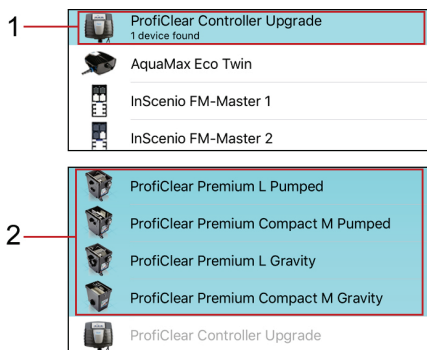 1
ProfiClear Controller Upgrade
1 device found
AquaMax Eco Twin
InScenio FM-Master 1
InScenio FM-Master 2
2
ProfiClear Premium L Pumped
ProfiClear Premium Compact M Pumped
ProfiClear Premium L Gravity
ProfiClear Premium Compact M Gravity
ProfiClear Controller Upgrade